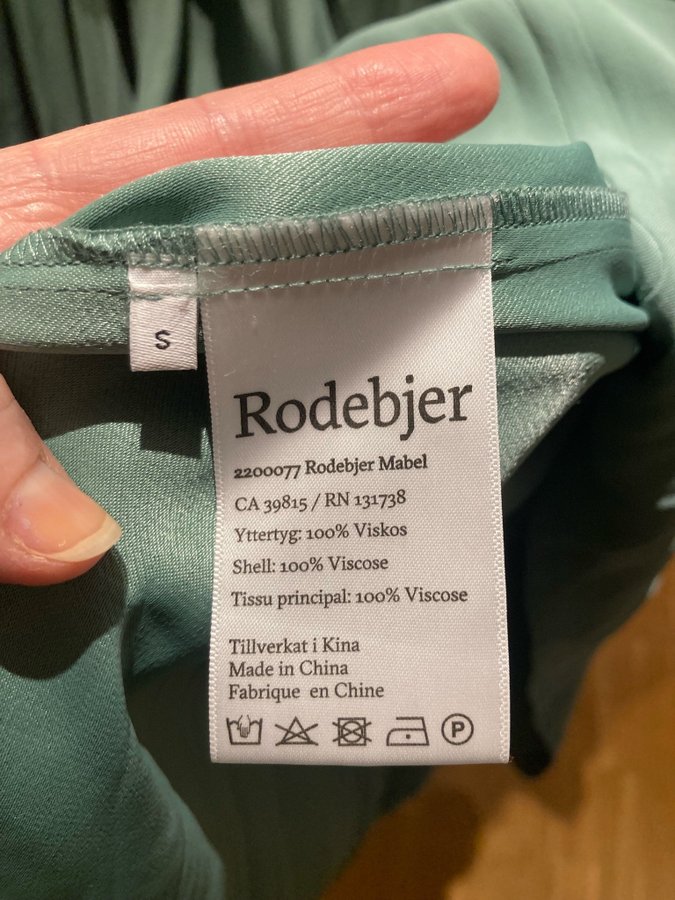 S
Rodebjer
2200077 Rodebjer Mabel
CA 39815 / RN 131738
Yttertyg: 100% Viskos
Shell: 100% Viscose
Tissu principal: 100% Viscose
Tillverkat i Kina
Made in China
Fabrique en Chine
P